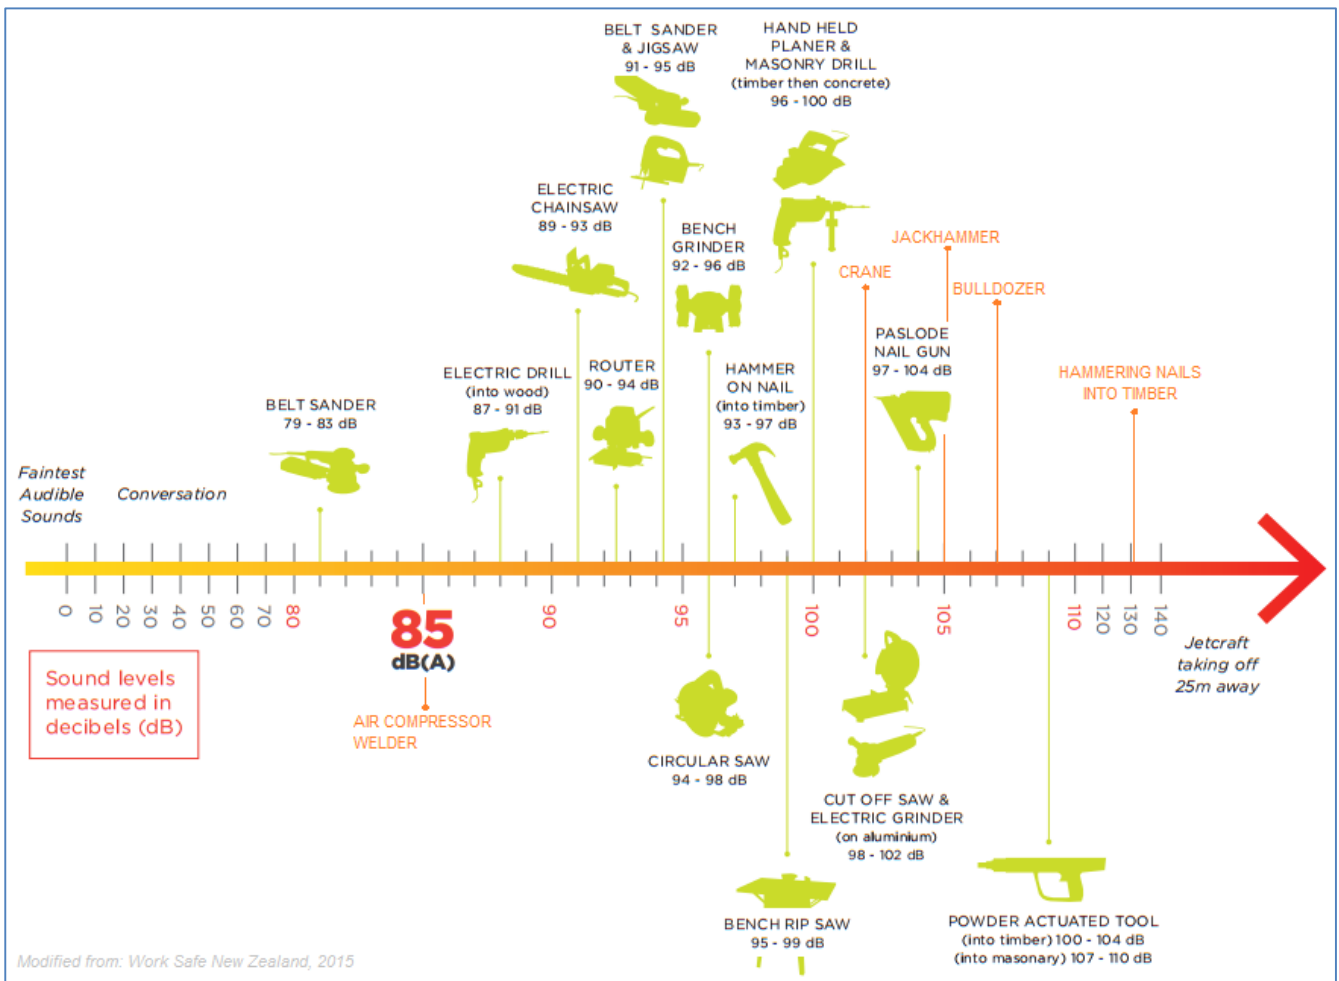 BELT SANDER
& JIGSAW
91 - 95 dB
HAND HELD
PLANER &
MASONRY DRILL
(timber then concrete)
96 - 100 dB
ELECTRIC
CHAINSAW
89 - 93 dB
BENCH
GRINDER
92 - 96 dB
JACKHAMMER
CRANE
BULLDOZER
PASLODE
NAIL GUN
97 - 104 dB
HAMMERING NAILS
INTO TIMBER
ELECTRIC DRILL
(into wood)
87 - 91 dB
ROUTER
90 - 94 dB
HAMMER
ON NAIL
(into timber)
93 - 97 dB
BELT SANDER
79 - 83 dB
Faintest
Audible
Sounds
Conversation
0 10 20 30 40 50 60 70 80 85 90 95 100 105 110 120 130 140
dB(A)
Jetcraft
taking off
25m away
Sound levels
measured in
decibels (dB)
AIR COMPRESSOR
WELDER
CIRCULAR SAW
94 - 98 dB
CUT OFF SAW &
ELECTRIC GRINDER
(on aluminium)
98 - 102 dB
BENCH RIP SAW
95 - 99 dB
POWDER ACTUATED TOOL
(into timber) 100 - 104 dB
(into masonary) 107 - 110 dB
Modified from: Work Safe New Zealand, 2015